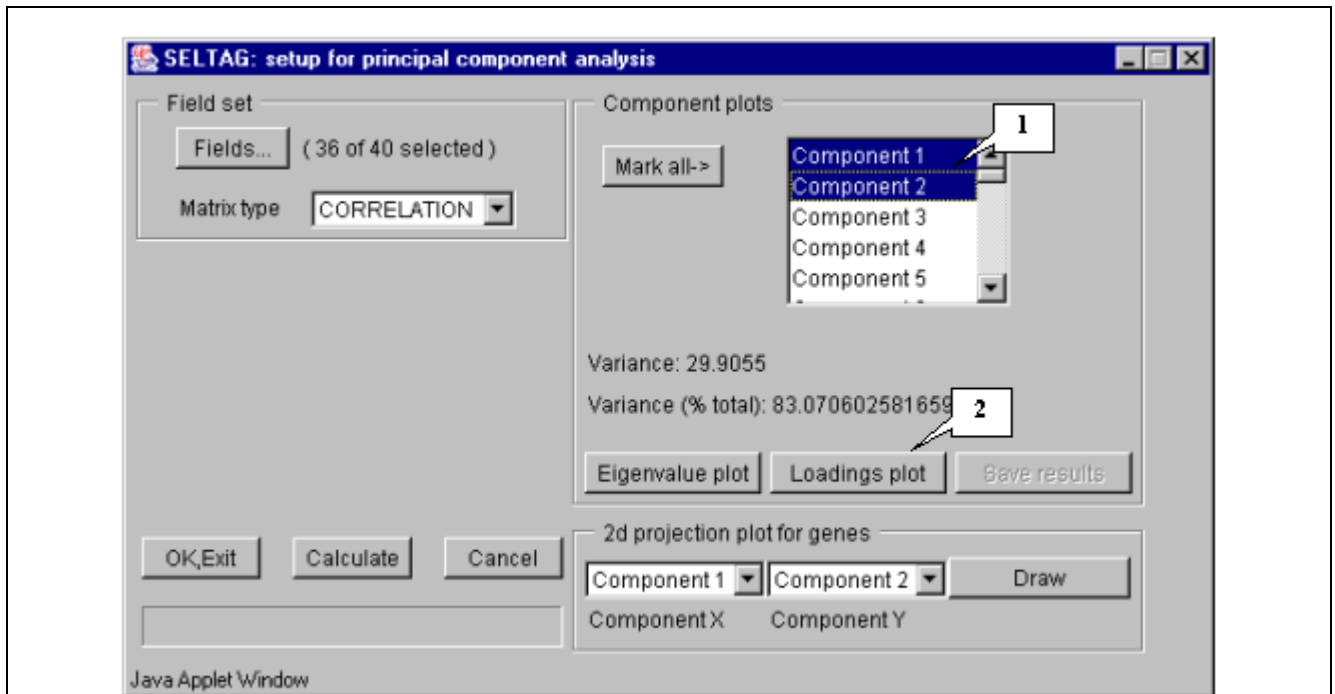 SELTAG: setup for principal component analysis
Field set
Fields... ( 36 of 40 selected )
Matrix type CORRELATION
Component plots
1
Mark all->
Component 1
Component 2
Component 3
Component 4
Component 5
Variance: 29.9055
Variance (% total): 83.070602581659
2
Eigenvalue plot Loadings plot Save results
OK,Exit Calculate Cancel
2d projection plot for genes
Component 1 Component 2 Draw
Component X Component Y
Java Applet Window